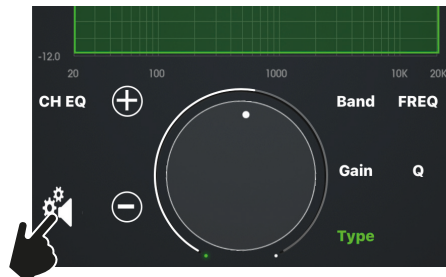 -12.0
20 100 1000 10K 20K
CH EQ Band FREQ
Gain Q
Type